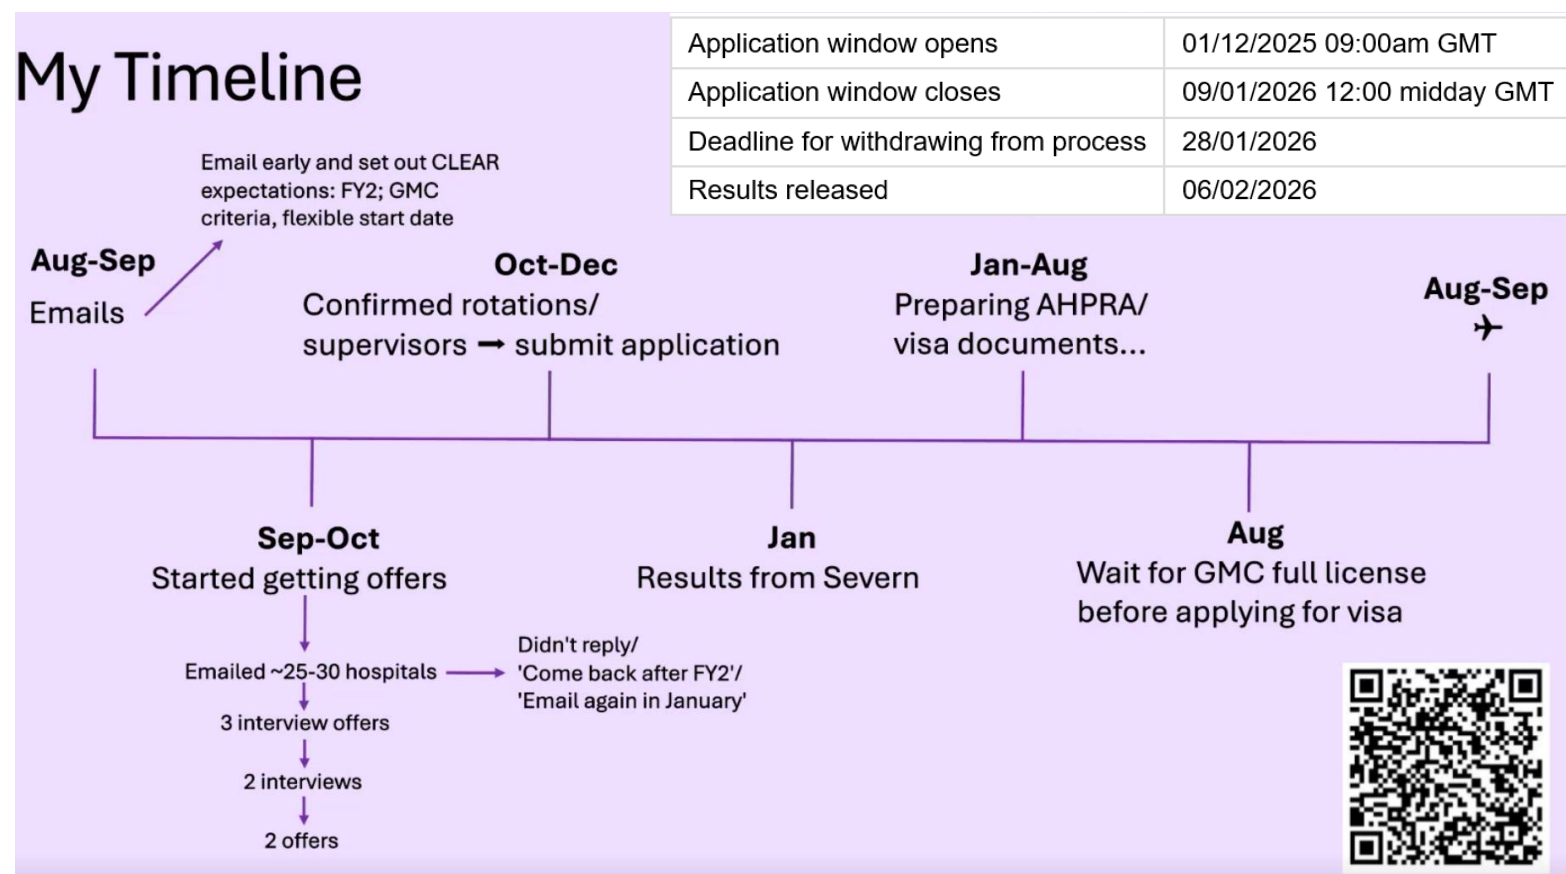 My Timeline
Application window opens 01/12/2025 09:00am GMT
Application window closes 09/01/2026 12:00 midday GMT
Deadline for withdrawing from process 28/01/2026
Results released 06/02/2026
Email early and set out CLEAR
expectations: FY2; GMC
criteria, flexible start date
Aug-Sep
Emails
Oct-Dec
Confirmed rotations/
supervisors ➞ submit application
Jan-Aug
Preparing AHPRA/
visa documents...
Aug-Sep
Sep-Oct
Started getting offers
Emailed ~25-30 hospitals
3 interview offers
2 interviews
2 offers
Didn't reply/
'Come back after FY2'/
'Email again in January'
Jan
Results from Severn
Aug
Wait for GMC full license
before applying for visa